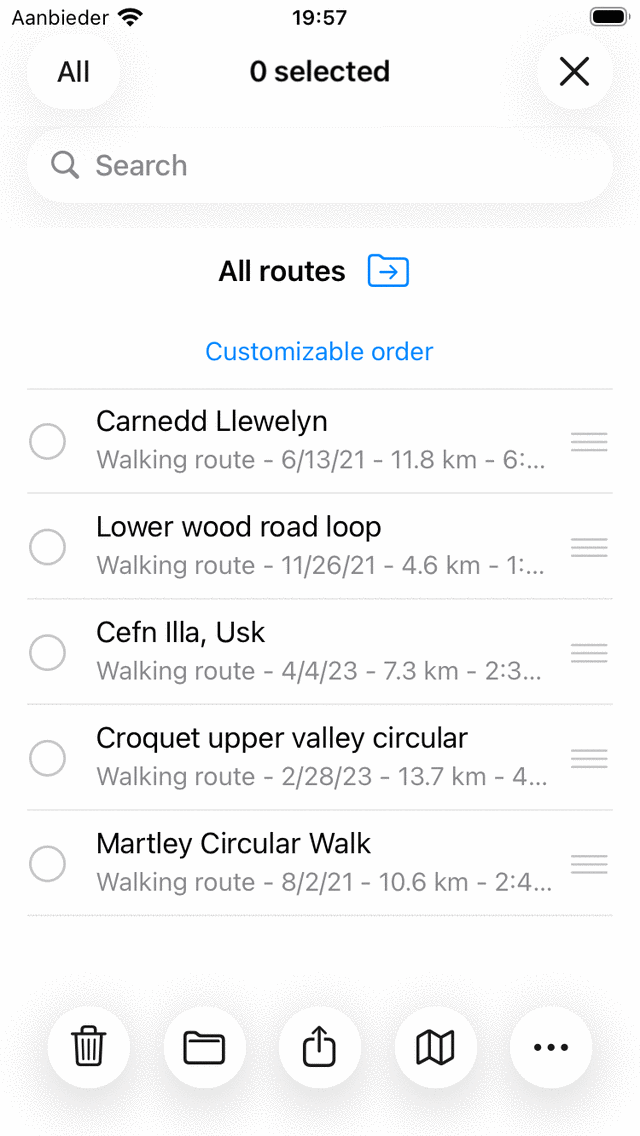 Aanbieder 19:57
All 0 selected
Search
All routes
Customizable order
Carnedd Llewelyn
Walking route - 6/13/21 - 11.8 km - 6:...
Lower wood road loop
Walking route - 11/26/21 - 4.6 km - 1:...
Cefn Illa, Usk
Walking route - 4/4/23 - 7.3 km - 2:3...
Croquet upper valley circular
Walking route - 2/28/23 - 13.7 km - 4...
Martley Circular Walk
Walking route - 8/2/21 - 10.6 km - 2:4...